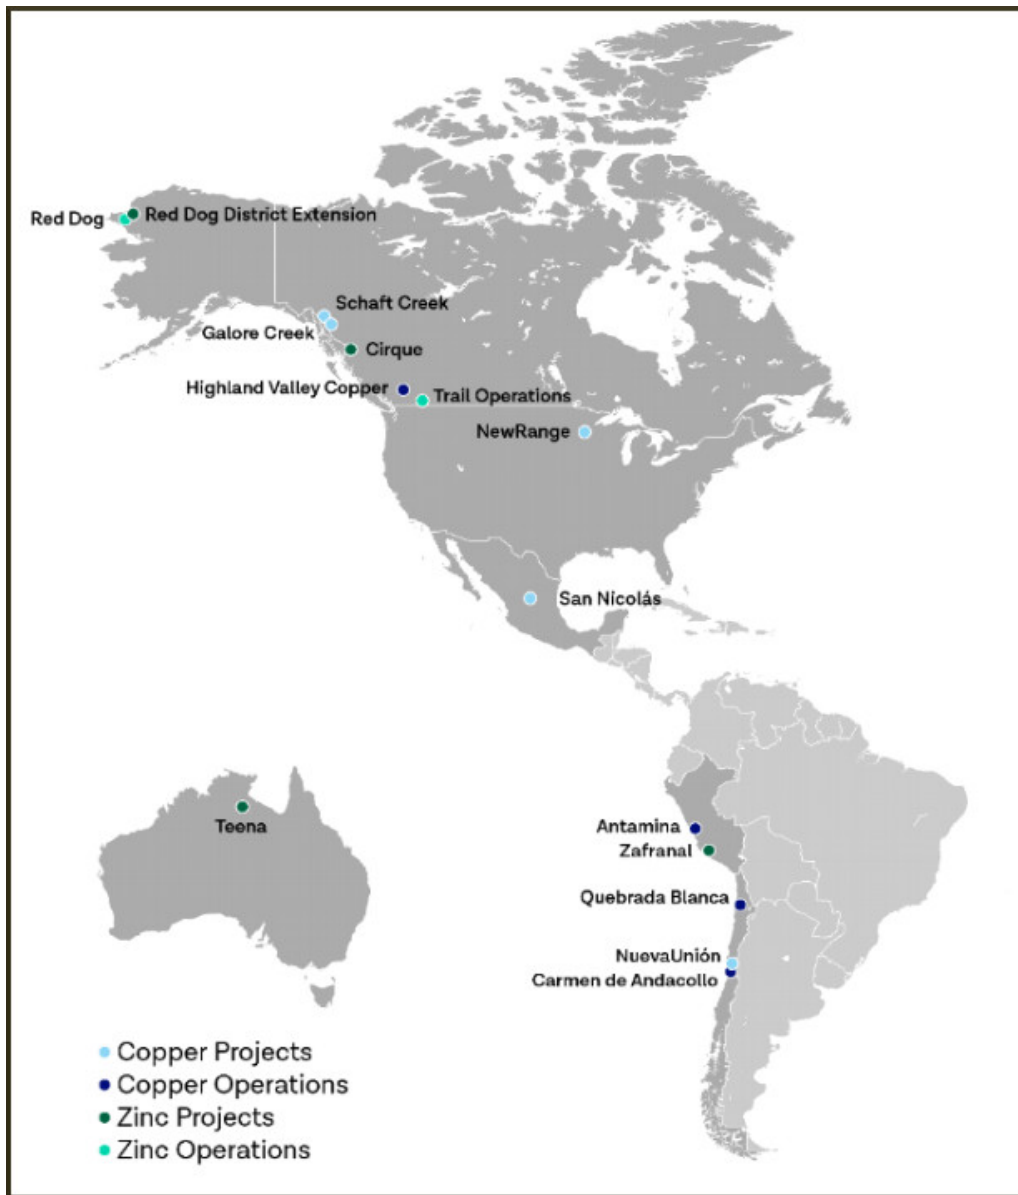 Red Dog
Red Dog District Extension
Schaft Creek
Galore Creek
Cirque
Highland Valley Copper
Trail Operations
NewRange
San Nicolás
Teena
Antamina
Zafranal
Quebrada Blanca
NuevaUnión
Carmen de Andacollo
Copper Projects
Copper Operations
Zinc Projects
Zinc Operations